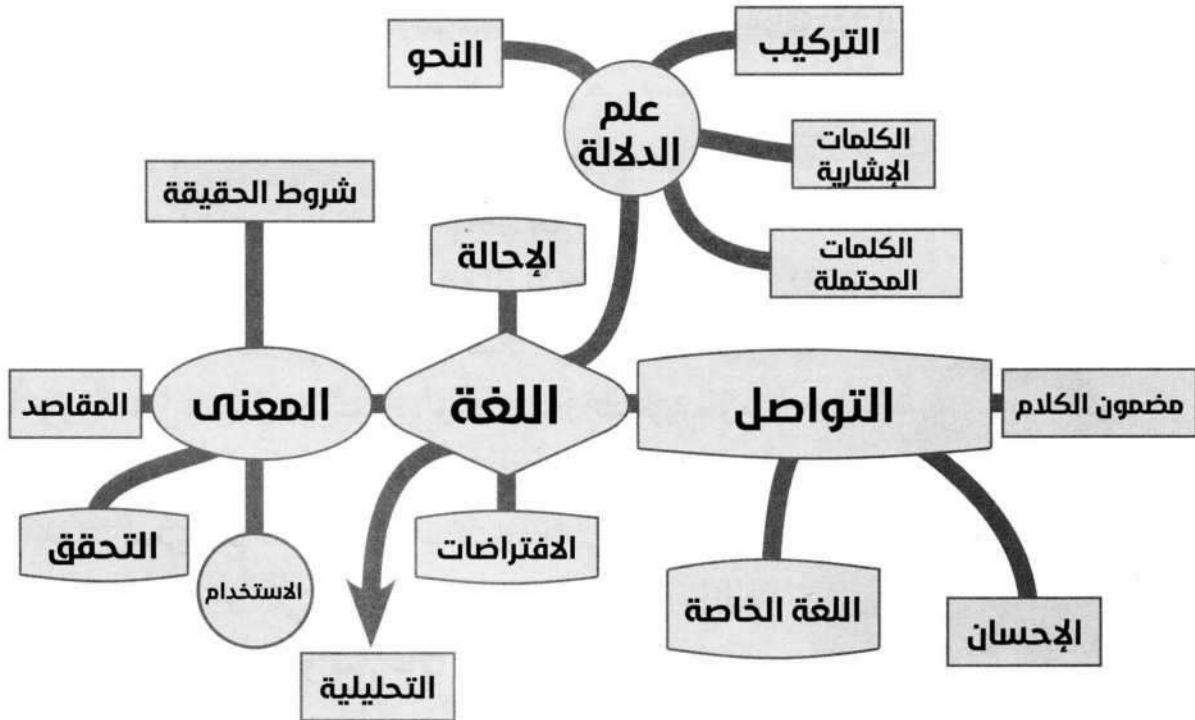 التركيب
النحو
علم
الدلالة
الكلمات
الإشارية
شروط الحقيقة
الإحالة
الكلمات
المحتملة
مضمون الكلام
التواصل
اللغة
المعنى
المقاصد
الافتراضات
التحقق
الاستخدام
اللغة الخاصة
الإحسان
التحليلية